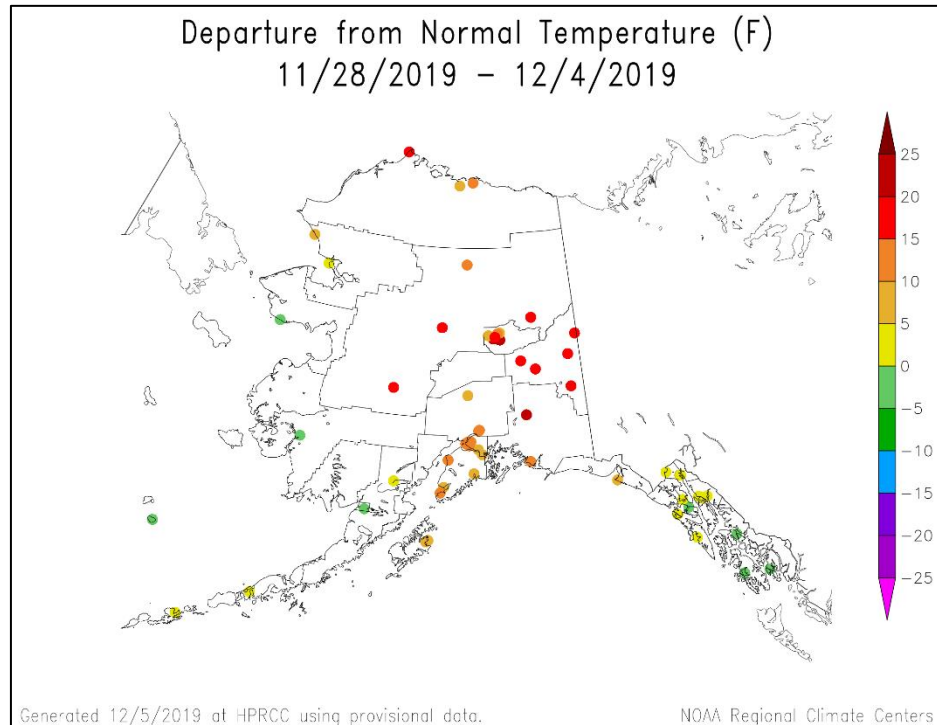 Departure from Normal Temperature (F)
11/28/2019 – 12/4/2019
25
20
15
10
5
0
−5
−10
−15
−20
−25
Generated 12/5/2019 at HPRCC using provisional data.
NOAA Regional Climate Centers